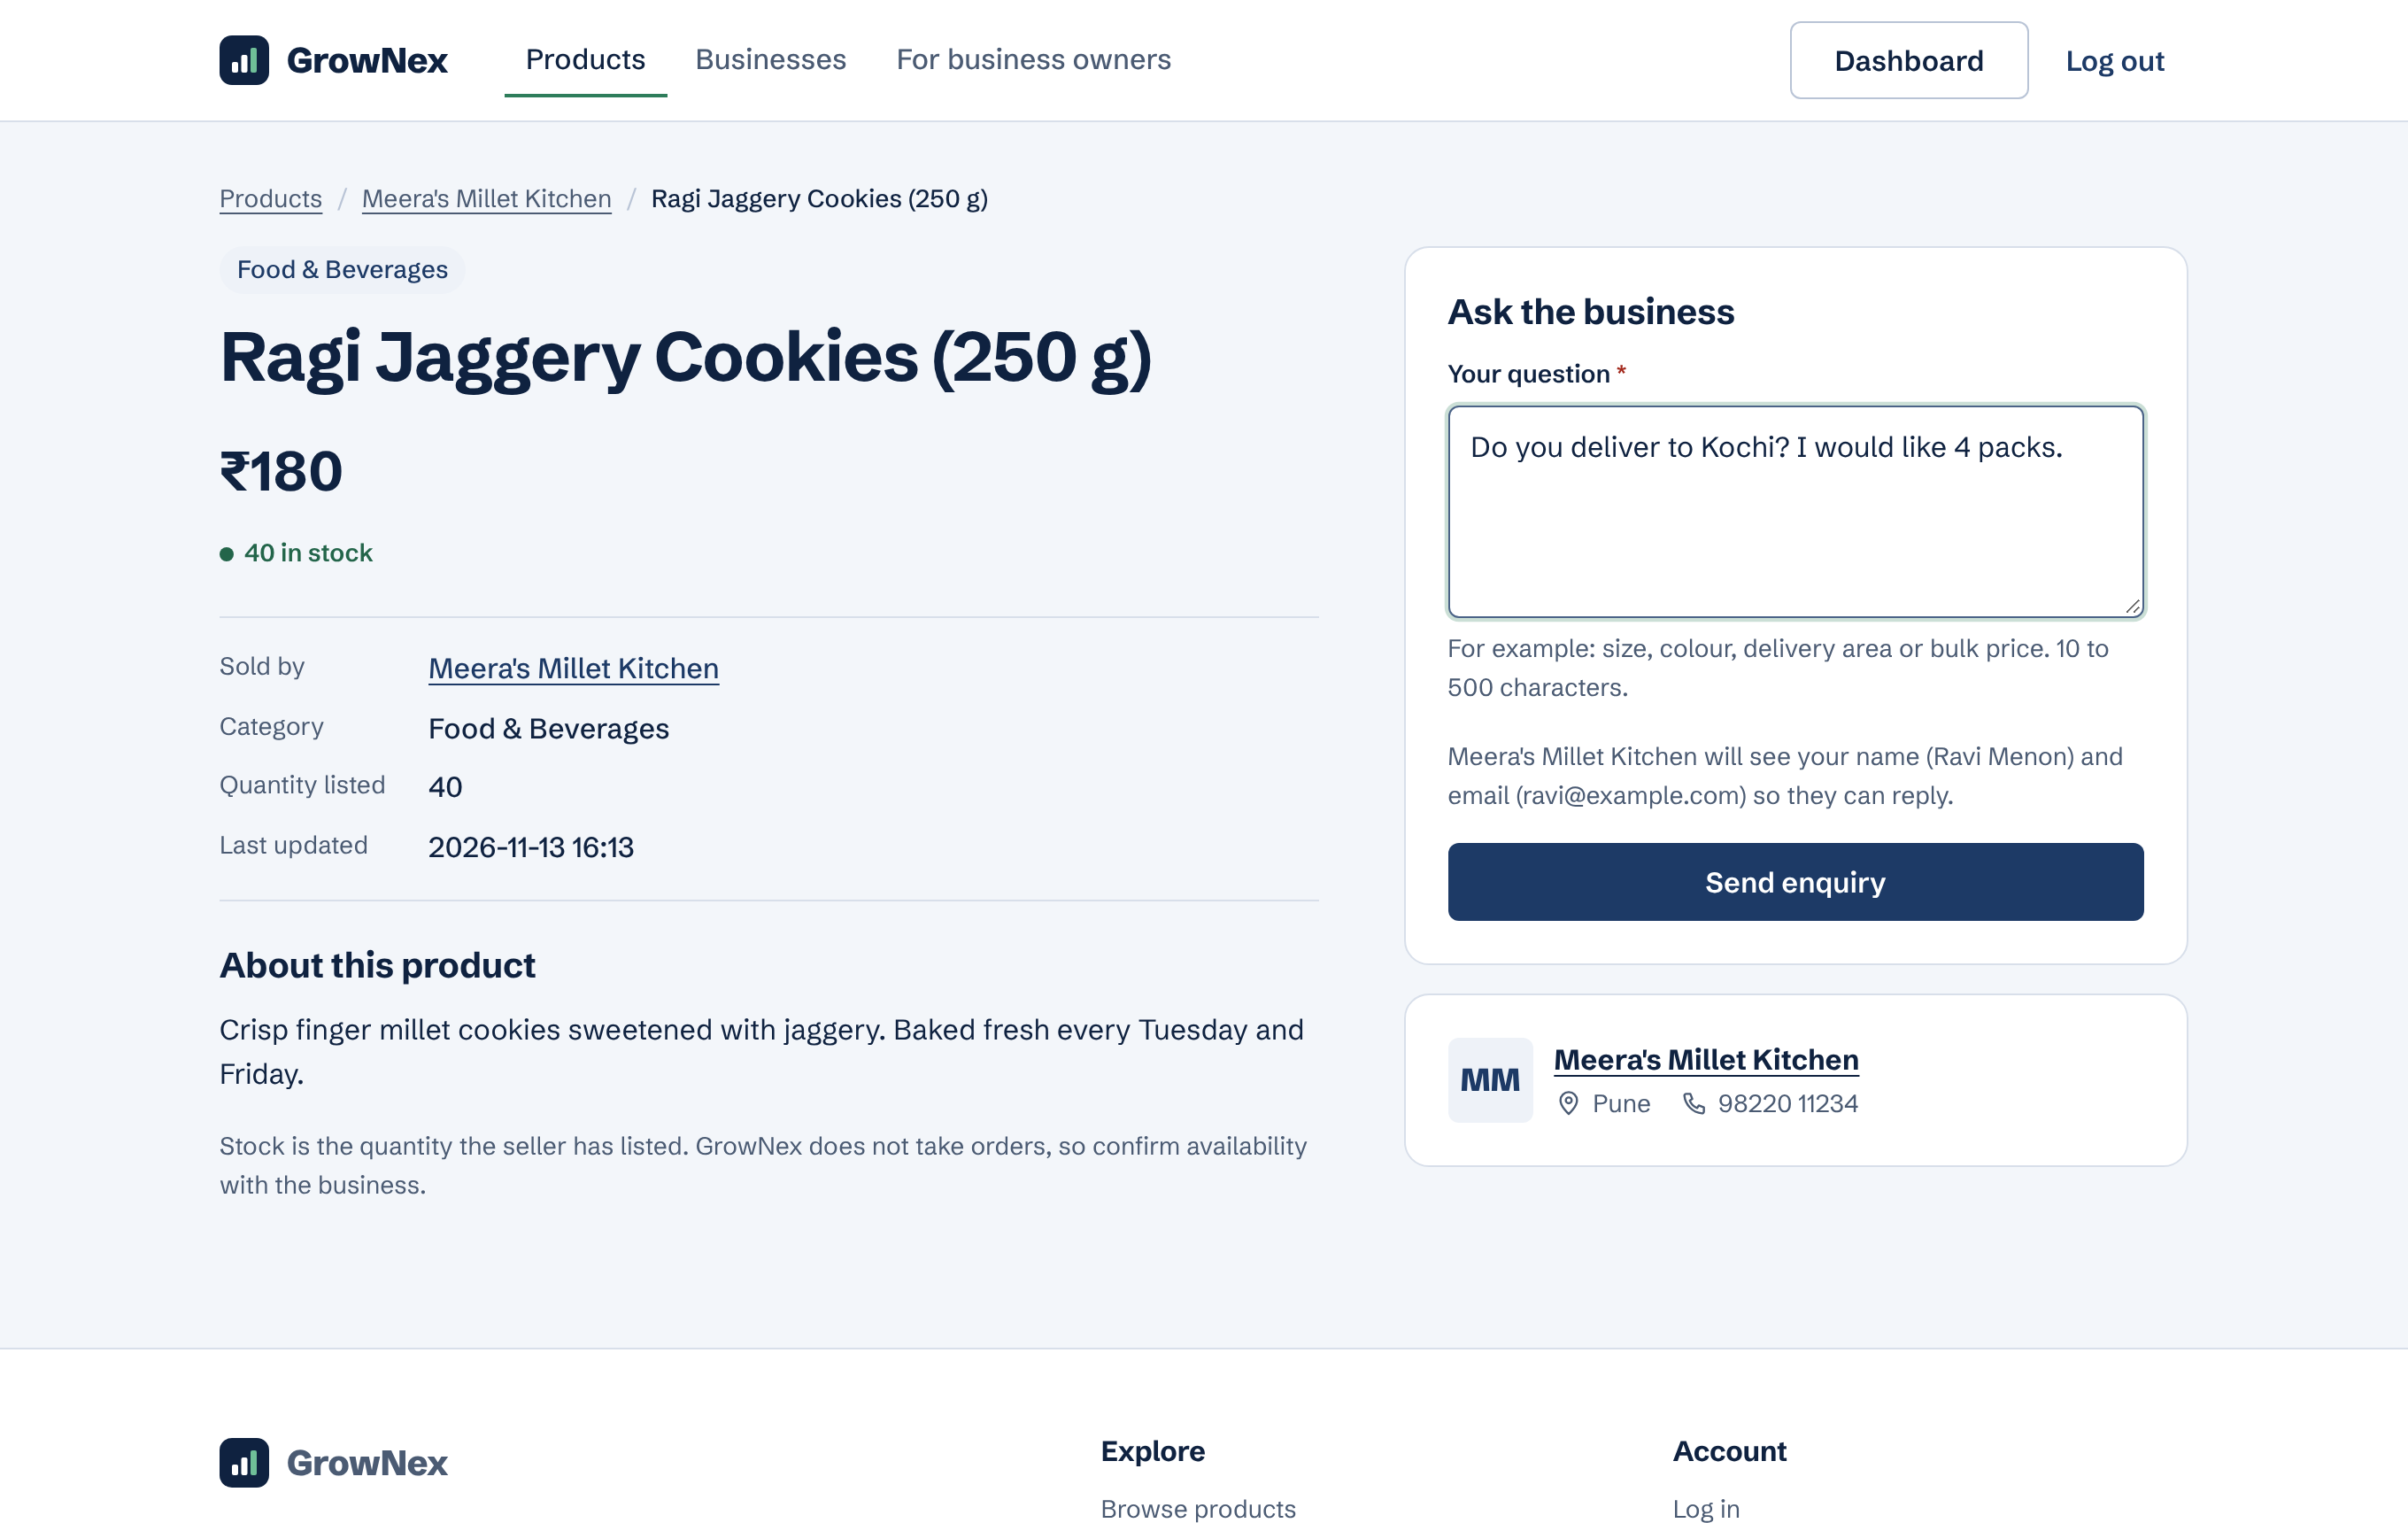 GrowNex
Products
Businesses
For business owners
Dashboard
Log out
Products / Meera's Millet Kitchen / Ragi Jaggery Cookies (250 g)
Food & Beverages
Ragi Jaggery Cookies (250 g)
₹180
40 in stock
Sold by
Meera's Millet Kitchen
Category
Food & Beverages
Quantity listed
40
Last updated
2026-11-13 16:13
About this product
Crisp finger millet cookies sweetened with jaggery. Baked fresh every Tuesday and
Friday.
Stock is the quantity the seller has listed. GrowNex does not take orders, so confirm availability
with the business.
Ask the business
Your question *
Do you deliver to Kochi? I would like 4 packs.
For example: size, colour, delivery area or bulk price. 10 to
500 characters.
Meera's Millet Kitchen will see your name (Ravi Menon) and
email (ravi@example.com) so they can reply.
Send enquiry
MM
Meera's Millet Kitchen
Pune
98220 11234
GrowNex
Explore
Browse products
Account
Log in